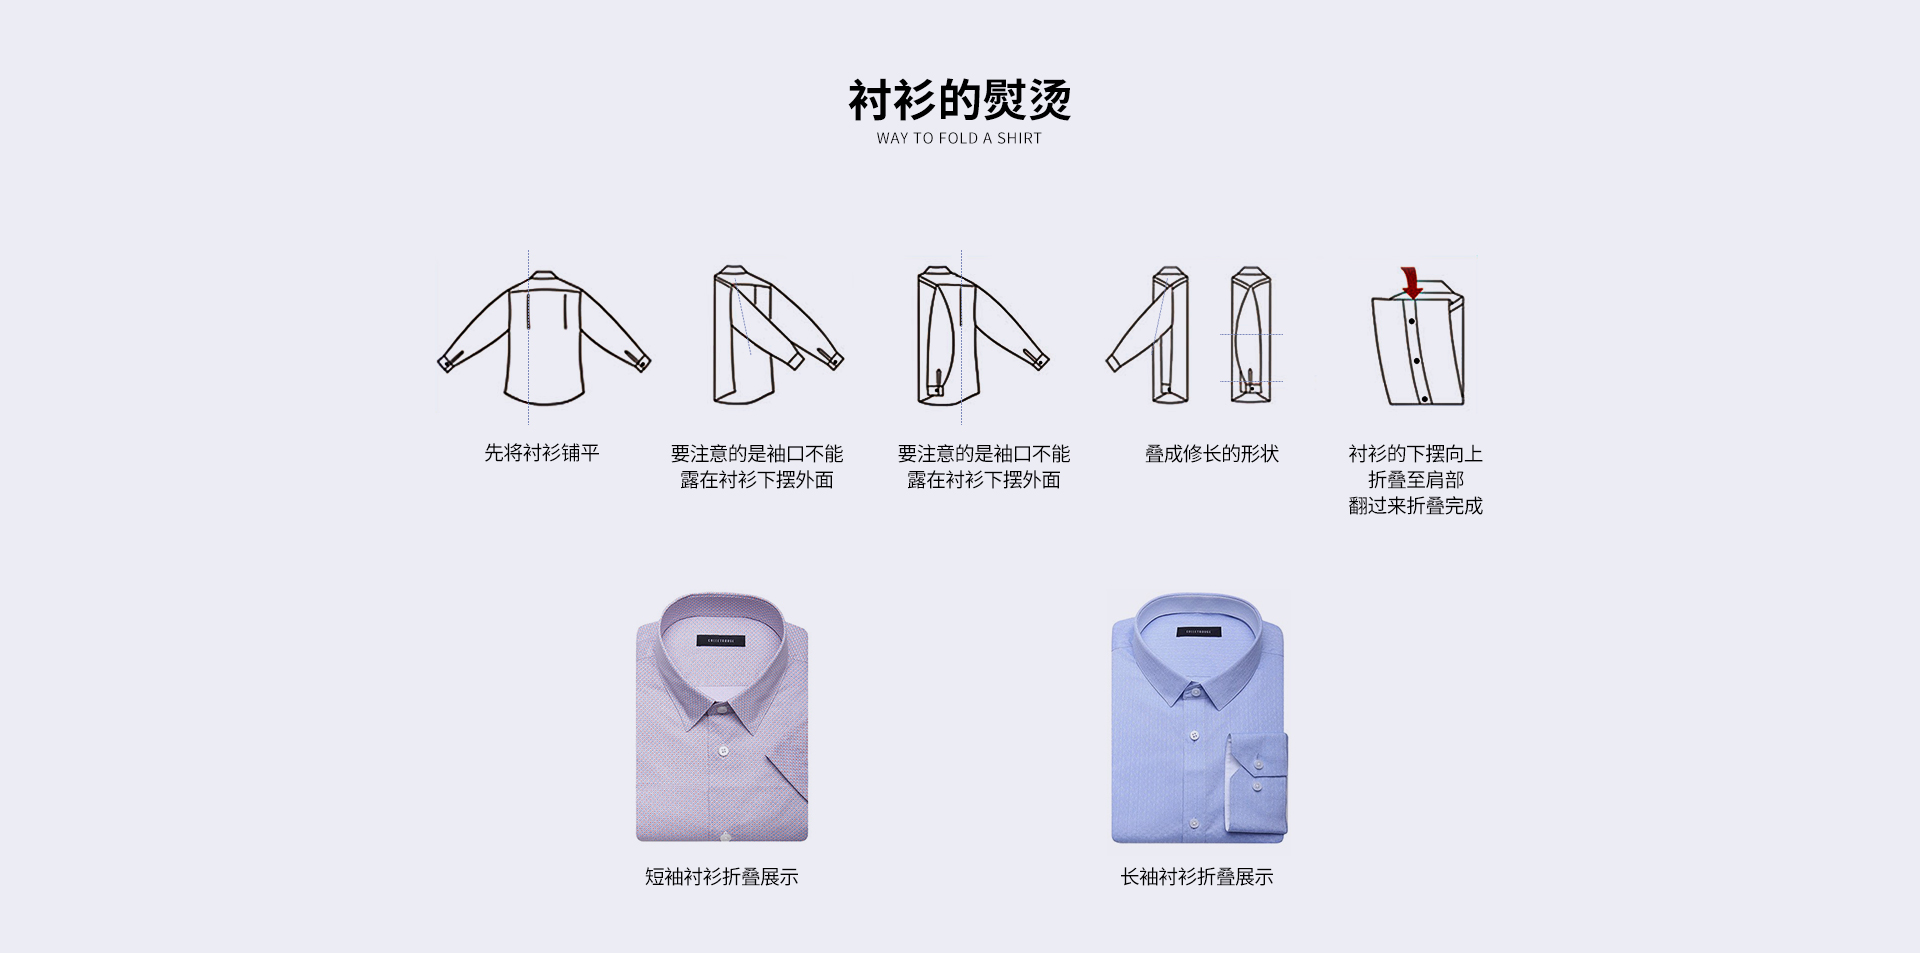 衬衫的熨烫
WAY TO FOLD A SHIRT
先将衬衫铺平
要注意的是袖口不能
露在衬衫下摆外面
要注意的是袖口不能
露在衬衫下摆外面
叠成修长的形状
衬衫的下摆向上
折叠至肩部
翻过来折叠完成
短袖衬衫折叠展示
长袖衬衫折叠展示